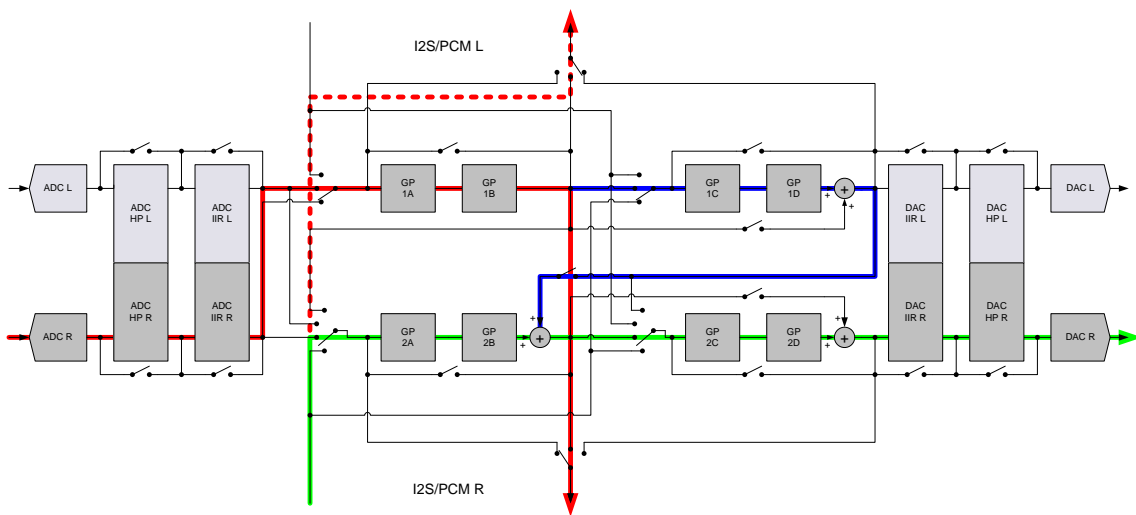 I2S/PCM L
ADC L
ADC
HP L
ADC
IIR L
GP
1A
GP
1B
GP
1C
GP
1D
+
+
+
DAC
IIR L
DAC
HP L
DAC L
ADC R
ADC
HP R
ADC
IIR R
GP
2A
GP
2B
+
+
+
GP
2C
GP
2D
+
+
+
DAC
IIR R
DAC
HP R
DAC R
I2S/PCM R